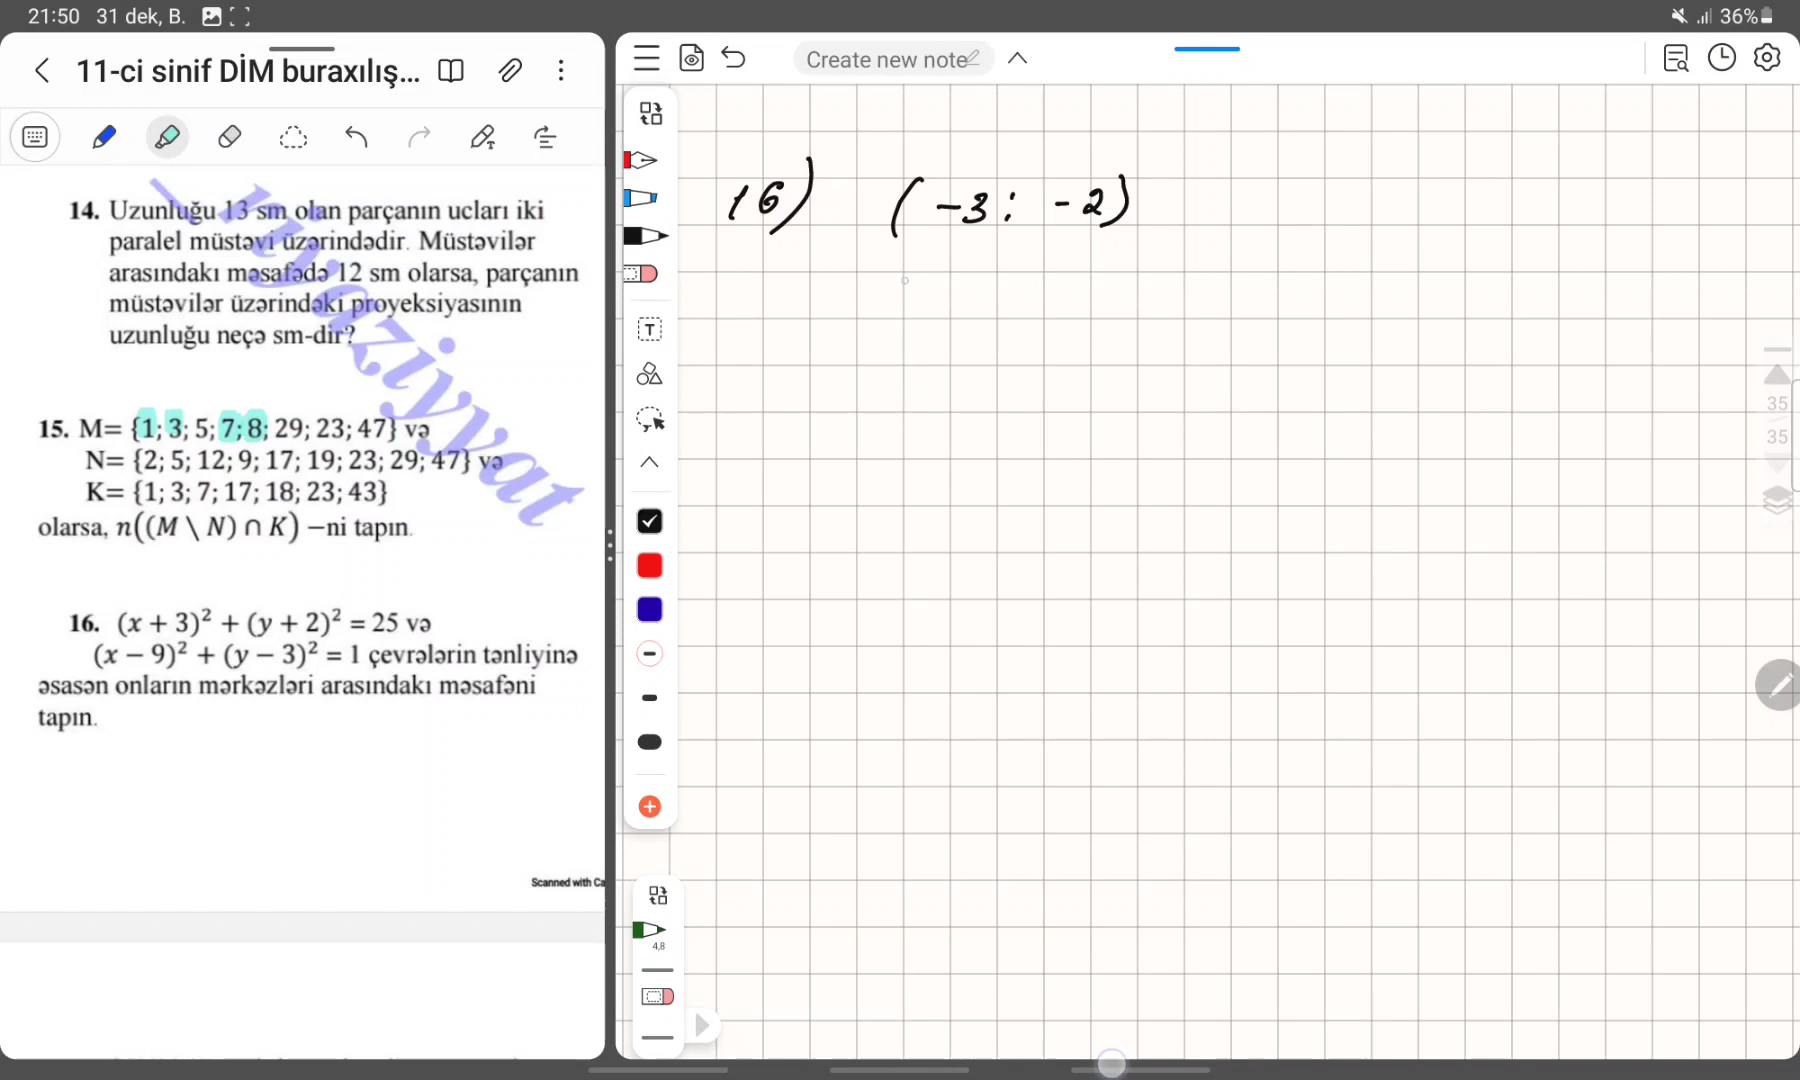 21:50 31 dek, B.
36%
11-ci sinif DİM buraxılış...
14. Uzunluğu 13 sm olan parçanın ucları iki
paralel müstəvi üzərindədir. Müstəvilər
arasındakı məsafədə 12 sm olarsa, parçanın
müstəvilər üzərindəki proyeksiyasının
uzunluğu neçə sm-dir?
15. M= {1; 3; 5; 7; 8; 29; 23; 47} və
N= {2; 5; 12; 9; 17; 19; 23; 29; 47} və
K= {1; 3; 7; 17; 18; 23; 43}
olarsa, n((M \ N) ∩ K) −ni tapın.
16. (x + 3)² + (y + 2)² = 25 və
(x − 9)² + (y − 3)² = 1 çevrələrin tənliyinə
əsasən onların mərkəzləri arasındakı məsafəni
tapın.
Scanned with Ca
_niyaziyyat
Create new note
16) (-3; -2)
T
35
35
4,8